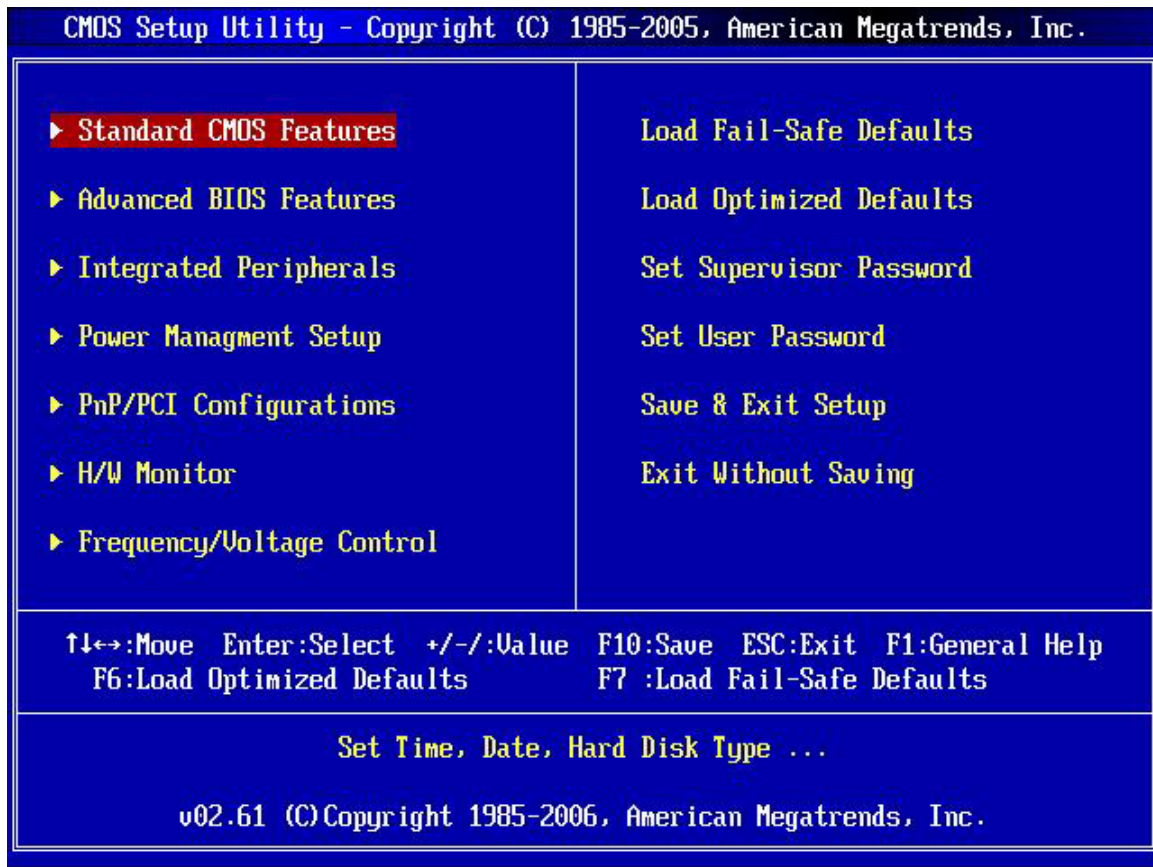 CMOS Setup Utility - Copyright (C) 1985-2005, American Megatrends, Inc.
▶ Standard CMOS Features
▶ Advanced BIOS Features
▶ Integrated Peripherals
▶ Power Managment Setup
▶ PnP/PCI Configurations
▶ H/W Monitor
▶ Frequency/Voltage Control
Load Fail-Safe Defaults
Load Optimized Defaults
Set Supervisor Password
Set User Password
Save & Exit Setup
Exit Without Saving
↑↓←→:Move Enter:Select +/-/:Value F10:Save ESC:Exit F1:General Help
F6:Load Optimized Defaults F7 :Load Fail-Safe Defaults
Set Time, Date, Hard Disk Type ...
v02.61 (C)Copyright 1985-2006, American Megatrends, Inc.